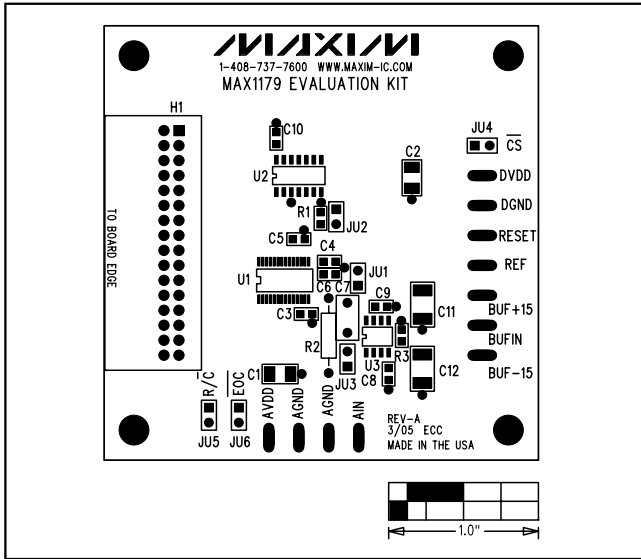 MAXIM
1-408-737-7600 WWW.MAXIM-IC.COM
MAX1179 EVALUATION KIT
H1
TO BOARD EDGE
C10
U2
C2
JU4
CS
DVDD
DGND
RESET
REF
BUF+15
BUFIN
BUF-15
R1
JU2
C5
C4
U1
C6
C7
JU1
C9
C11
C3
R2
U3
R3
C12
JU3
C8
C1
R/C
EOC
JU5
JU6
AVDD
AGND
AGND
AIN
REV-A
3/05 ECC
MADE IN THE USA
1.0"